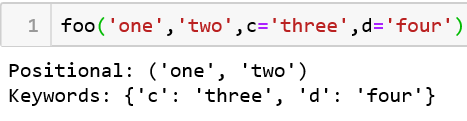 1 foo('one','two',c='three',d='four')
Positional: ('one', 'two')
Keywords: {'c': 'three', 'd': 'four'}